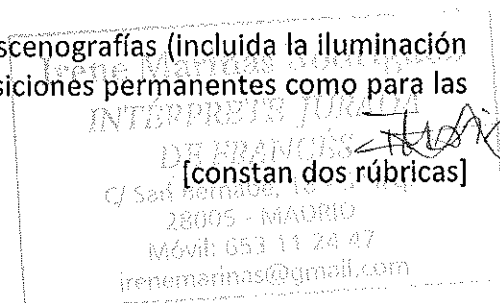 scenografías (incluida la iluminación
Irene Marinas
siciones permanentes como para las
INTÉRPRETE JURADA
DE FRANCÉS
[constan dos rúbricas]
C/ San Bernabé,
28005 - MADRID
Móvil: 653 11 24 47
irenemarinas@gmail.com